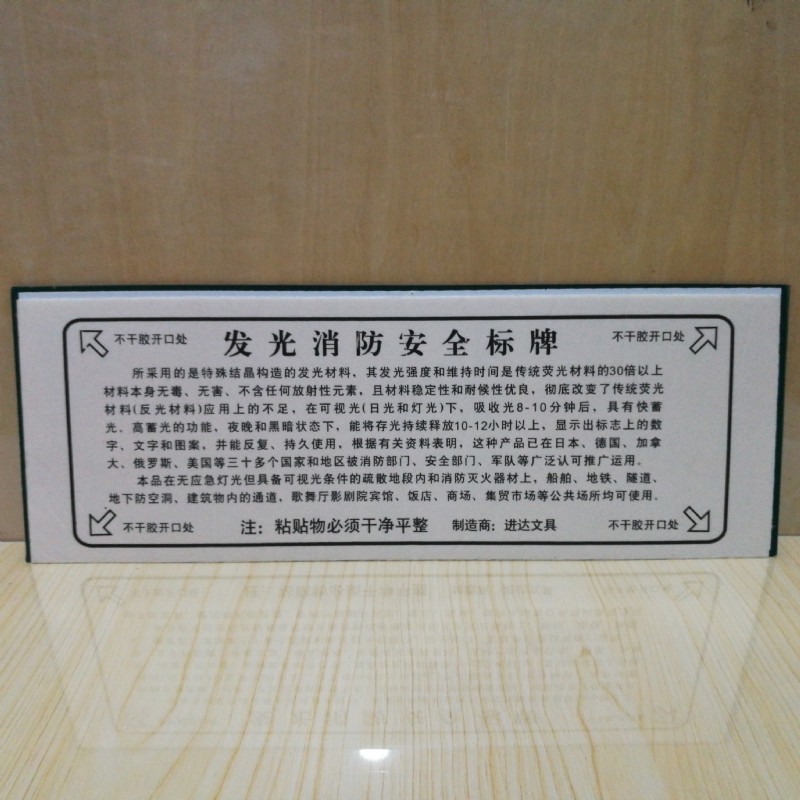 不干胶开口处 发光消防安全标牌 不干胶开口处
所采用的是特殊结晶构造的发光材料，其发光强度和维持时间是传统荧光材料的30倍以上
材料本身无毒、无害、不含任何放射性元素，且材料稳定性和耐候性优良，彻底改变了传统荧光
材料(反光材料)应用上的不足，在可视光(日光和灯光)下，吸收光8-10分钟后，具有快蓄
光、高蓄光的功能，夜晚和黑暗状态下，能将存光持续释放10-12小时以上，显示出标志上的数
字、文字和图案，并能反复、持久使用，根据有关资料表明，这种产品已在日本、德国、加拿
大、俄罗斯、美国等三十多个国家和地区被消防部门、安全部门、军队等广泛认可推广运用。
本品在无应急灯光但具备可视光条件的疏散地段内和消防灭火器材上，船舶、地铁、隧道、
地下防空洞、建筑物内的通道，歌舞厅影剧院宾馆、饭店、商场、集贸市场等公共场所均可使用。
不干胶开口处 注：粘贴物必须干净平整 制造商：进达文具 不干胶开口处